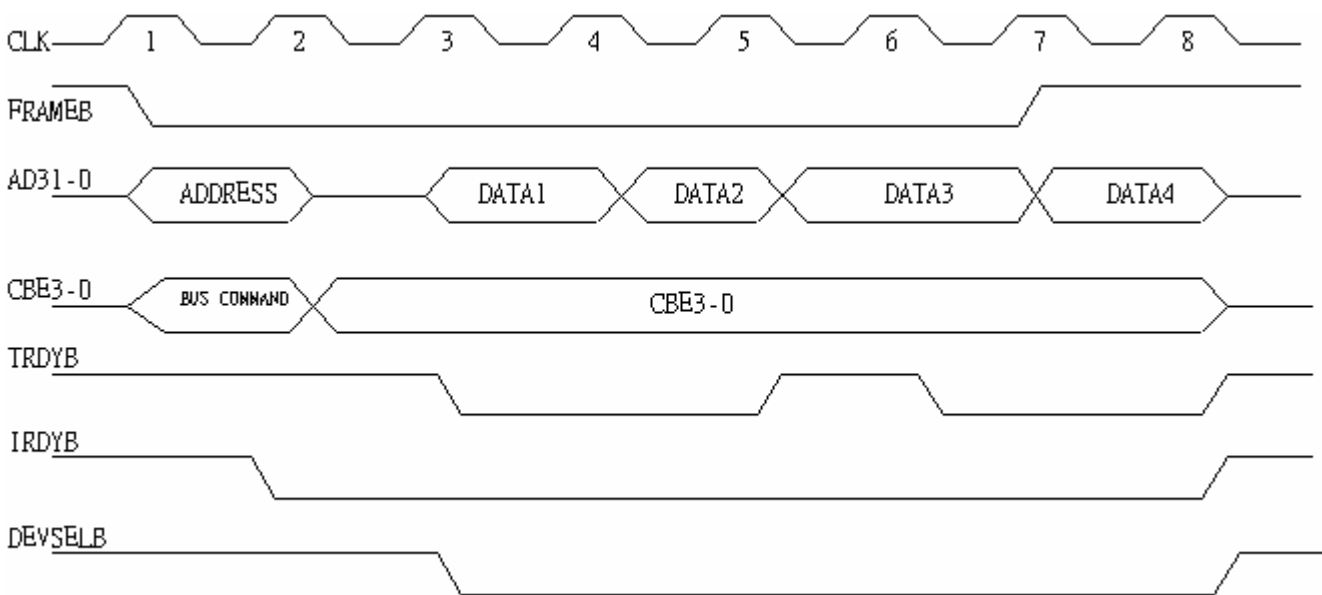 CLK 1 2 3 4 5 6 7 8
FRAMEB
AD31-0 ADDRESS DATA1 DATA2 DATA3 DATA4
CBE3-0 BUS COMMAND CBE3-0
TRDYB
IRDYB
DEVSELB